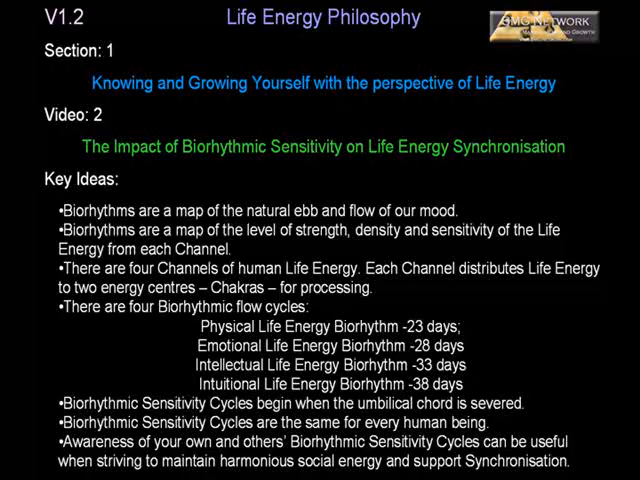 V1.2
Life Energy Philosophy
NETWORK
Section: 1
Knowing and Growing Yourself with the perspective of Life Energy
Video: 2
The Impact of Biorhythmic Sensitivity on Life Energy Synchronisation
Key Ideas:
•Biorhythms are a map of the natural ebb and flow of our mood.
•Biorhythms are a map of the level of strength, density and sensitivity of the Life
Energy from each Channel.
•There are four Channels of human Life Energy. Each Channel distributes Life Energy
to two energy centres – Chakras – for processing.
•There are four Biorhythmic flow cycles:
Physical Life Energy Biorhythm -23 days;
Emotional Life Energy Biorhythm -28 days
Intellectual Life Energy Biorhythm -33 days
Intuitional Life Energy Biorhythm -38 days
•Biorhythmic Sensitivity Cycles begin when the umbilical chord is severed.
•Biorhythmic Sensitivity Cycles are the same for every human being.
•Awareness of your own and others’ Biorhythmic Sensitivity Cycles can be useful
when striving to maintain harmonious social energy and support Synchronisation.